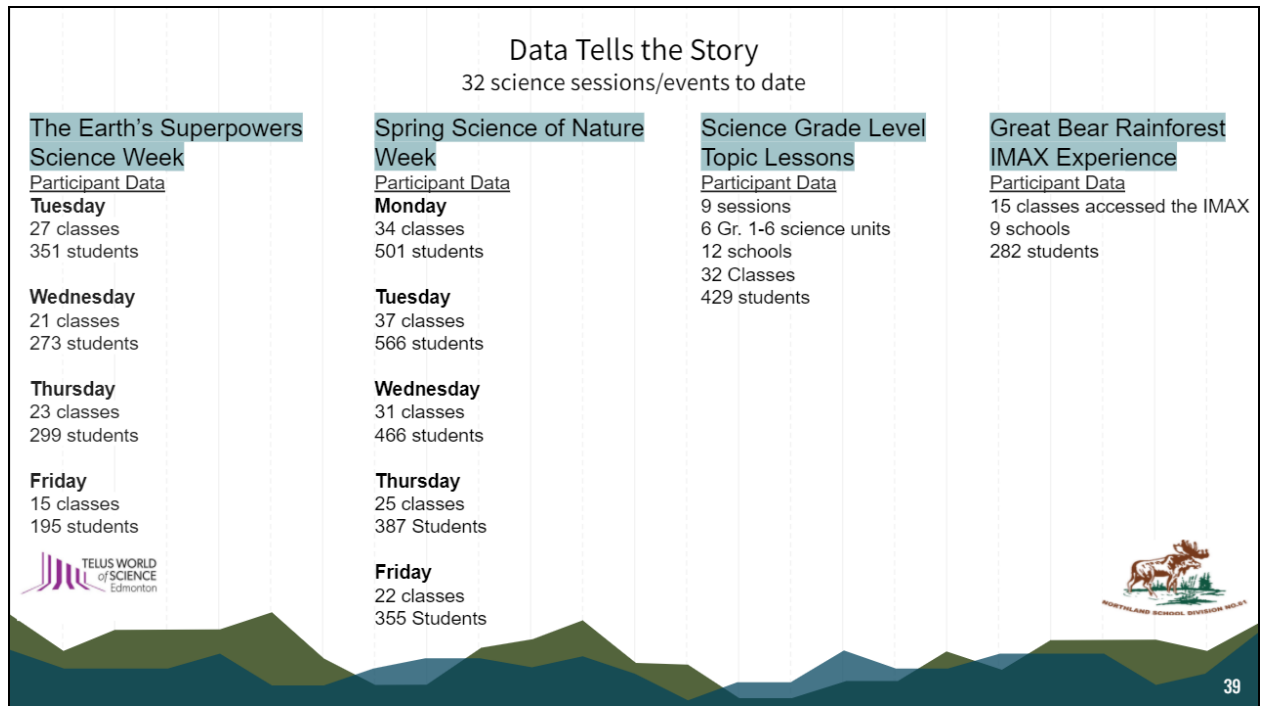 Data Tells the Story
32 science sessions/events to date
The Earth's Superpowers
Science Week
Participant Data
Tuesday
27 classes
351 students
Wednesday
21 classes
273 students
Thursday
23 classes
299 students
Friday
15 classes
195 students
Spring Science of Nature
Week
Participant Data
Monday
34 classes
501 students
Tuesday
37 classes
566 students
Wednesday
31 classes
466 students
Thursday
25 classes
387 Students
Friday
22 classes
355 Students
Science Grade Level
Topic Lessons
Participant Data
9 sessions
6 Gr. 1-6 science units
12 schools
32 Classes
429 students
Great Bear Rainforest
IMAX Experience
Participant Data
15 classes accessed the IMAX
9 schools
282 students
TELUS WORLD
of SCIENCE
Edmonton
NORTHLAND SCHOOL DIVISION NO.61
39